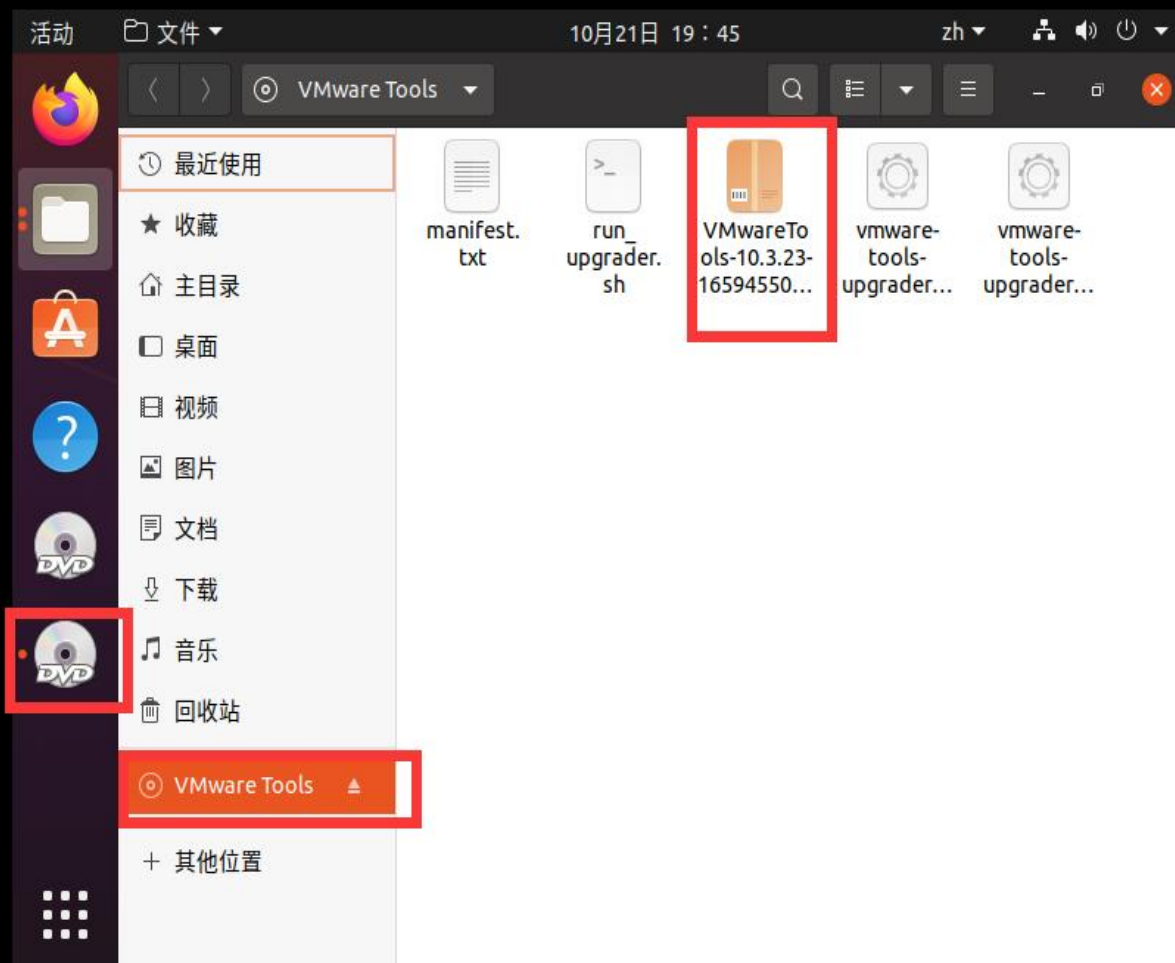 活动 文件 10月21日 19：45 zh
VMware Tools
最近使用
收藏
主目录
桌面
视频
图片
文档
下载
音乐
回收站
VMware Tools
其他位置
manifest.
txt
run_
upgrader.
sh
VMwareTo
ols-10.3.23-
16594550...
vmware-
tools-
upgrader...
vmware-
tools-
upgrader...
DVD
DVD